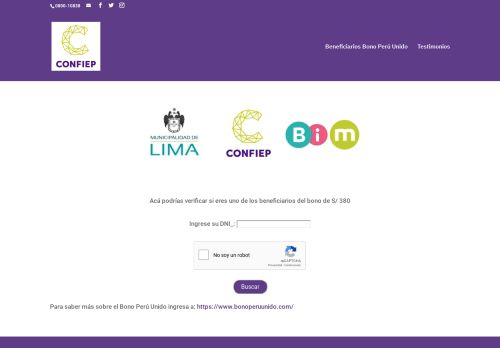 0800-10838
CONFIEP
Beneficiarios Bono Perú Unido
Testimonios
MUNICIPALIDAD DE
LIMA
CONFIEP
Bim
Acá podrías verificar si eres uno de los beneficiarios del bono de S/ 380
Ingrese su DNI_:
No soy un robot
reCAPTCHA
Privacidad - Condiciones
Buscar
Para saber más sobre el Bono Perú Unido ingresa a: https://www.bonoperuunido.com/